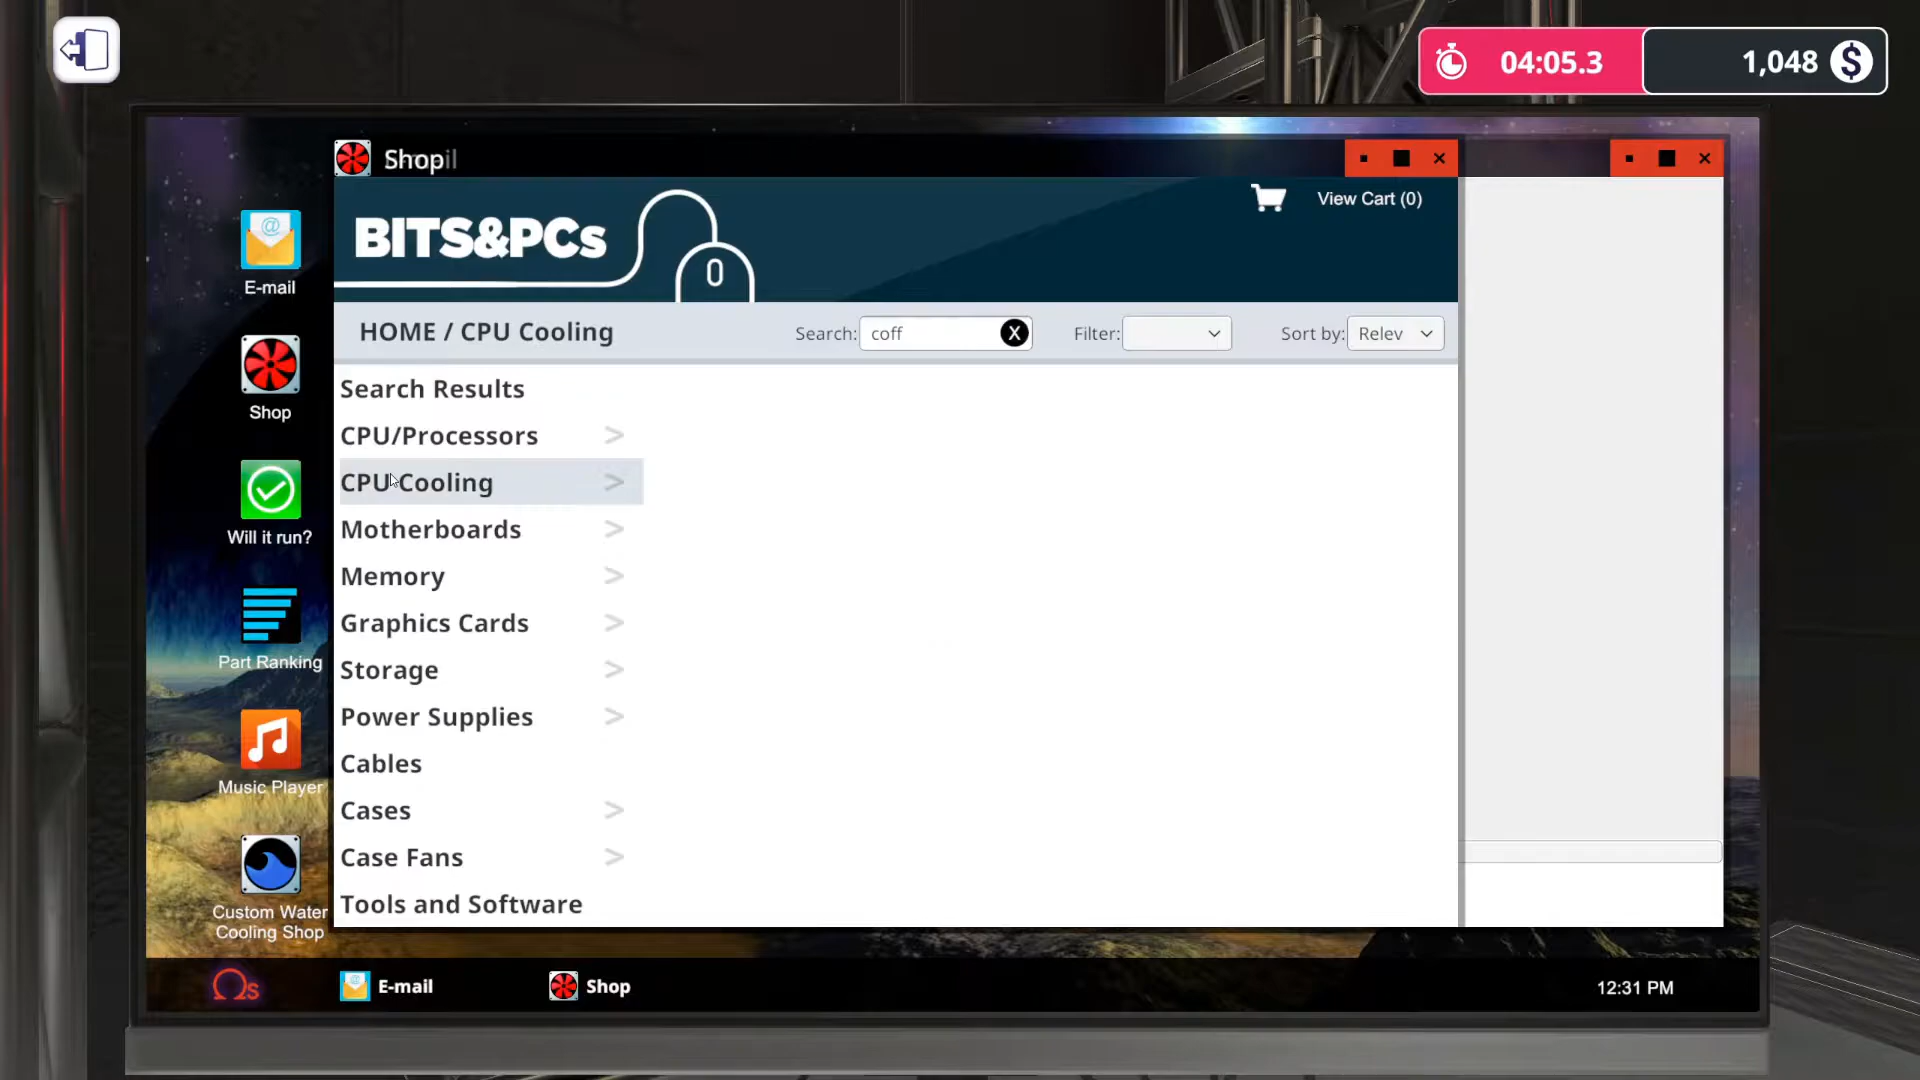 04:05.3
1,048 $
Shopil
BITS&PCs
View Cart (0)
HOME / CPU Cooling
Search: coff X
Filter:
Sort by: Relev
Search Results
CPU/Processors >
CPU Cooling >
Motherboards >
Memory >
Graphics Cards >
Storage >
Power Supplies >
Cables
Cases >
Case Fans >
Tools and Software
E-mail
Shop
Will it run?
Part Ranking
Music Player
Custom Water
Cooling Shop
Ωs
E-mail
Shop
12:31 PM